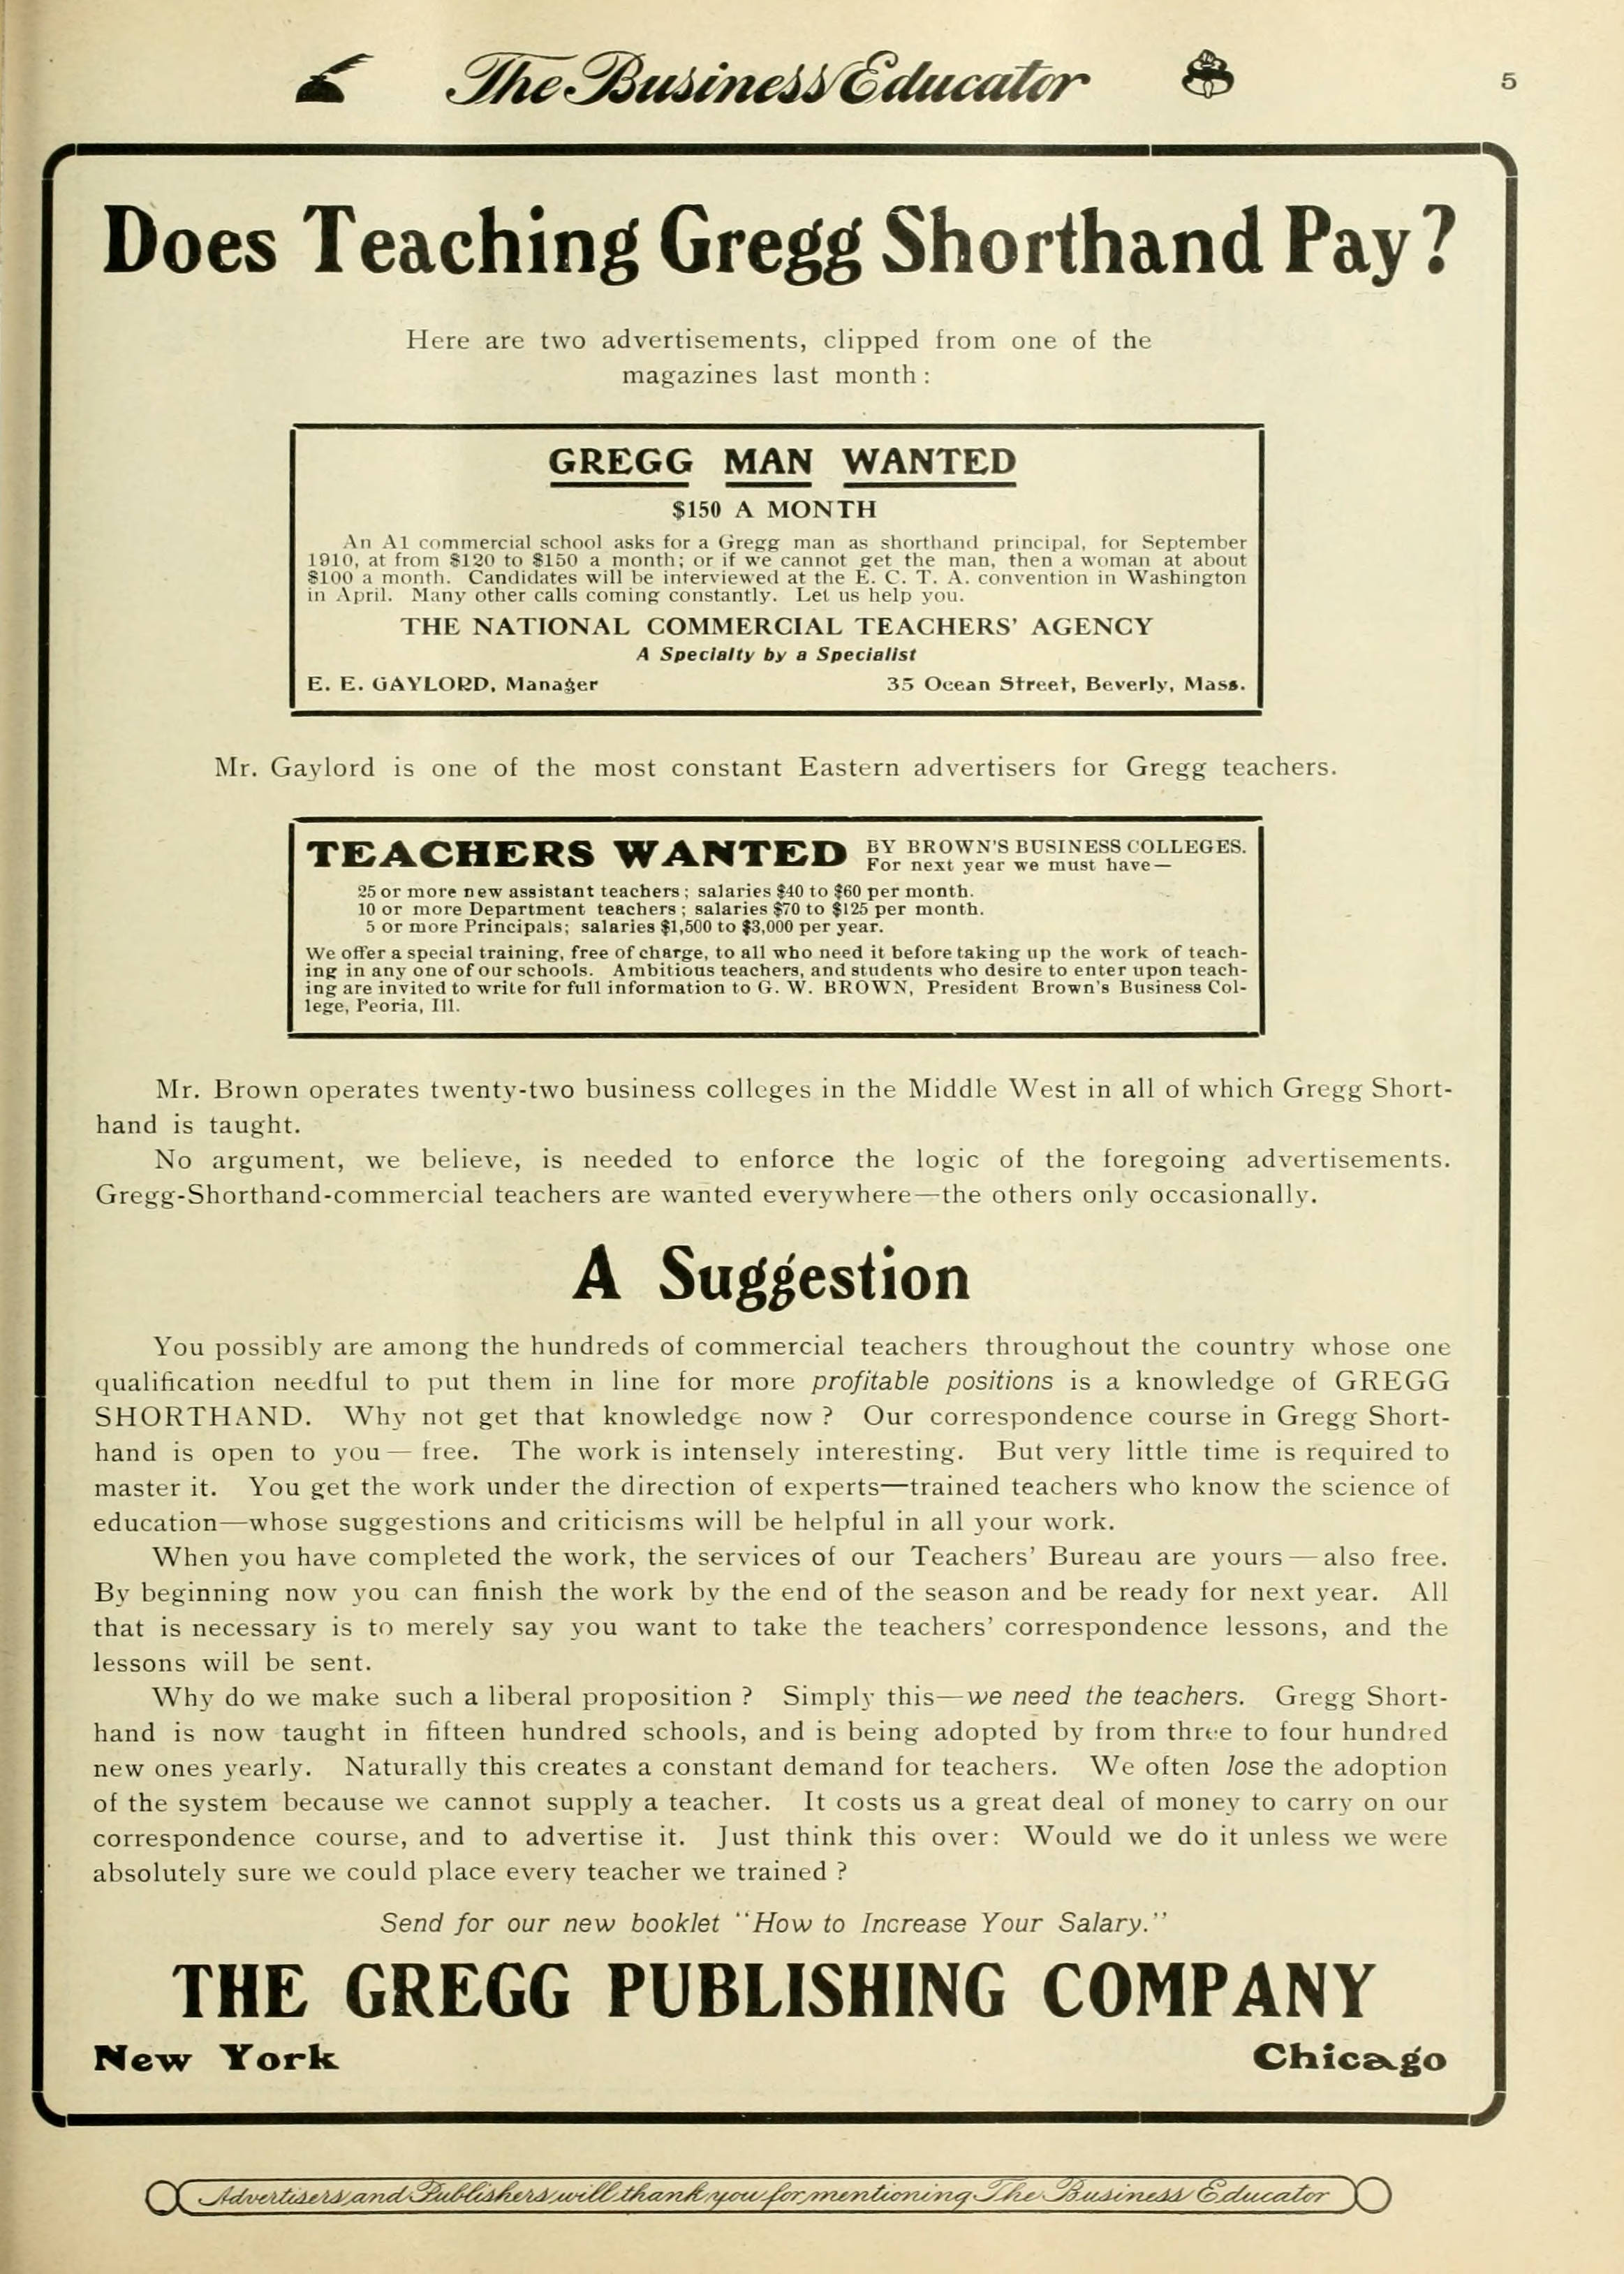 The Business Educator
5
Does Teaching Gregg Shorthand Pay?
Here are two advertisements, clipped from one of the
magazines last month:
GREGG MAN WANTED
$150 A MONTH
An A1 commercial school asks for a Gregg man as shorthand principal, for September
1910, at from $120 to $150 a month; or if we cannot get the man, then a woman at about
$100 a month. Candidates will be interviewed at the E. C. T. A. convention in Washington
in April. Many other calls coming constantly. Let us help you.
THE NATIONAL COMMERCIAL TEACHERS' AGENCY
A Specialty by a Specialist
E. E. GAYLORD, Manager 35 Ocean Street, Beverly, Mass.
Mr. Gaylord is one of the most constant Eastern advertisers for Gregg teachers.
TEACHERS WANTED BY BROWN'S BUSINESS COLLEGES.
For next year we must have—
25 or more new assistant teachers; salaries $40 to $60 per month.
10 or more Department teachers; salaries $70 to $125 per month.
5 or more Principals; salaries $1,500 to $3,000 per year.
We offer a special training, free of charge, to all who need it before taking up the work of teach-
ing in any one of our schools. Ambitious teachers, and students who desire to enter upon teach-
ing are invited to write for full information to G. W. BROWN, President Brown's Business Col-
lege, Peoria, Ill.
Mr. Brown operates twenty-two business colleges in the Middle West in all of which Gregg Short-
hand is taught.
No argument, we believe, is needed to enforce the logic of the foregoing advertisements.
Gregg-Shorthand-commercial teachers are wanted everywhere—the others only occasionally.
A Suggestion
You possibly are among the hundreds of commercial teachers throughout the country whose one
qualification needful to put them in line for more profitable positions is a knowledge of GREGG
SHORTHAND. Why not get that knowledge now? Our correspondence course in Gregg Short-
hand is open to you — free. The work is intensely interesting. But very little time is required to
master it. You get the work under the direction of experts—trained teachers who know the science of
education—whose suggestions and criticisms will be helpful in all your work.
When you have completed the work, the services of our Teachers' Bureau are yours — also free.
By beginning now you can finish the work by the end of the season and be ready for next year. All
that is necessary is to merely say you want to take the teachers' correspondence lessons, and the
lessons will be sent.
Why do we make such a liberal proposition? Simply this—we need the teachers. Gregg Short-
hand is now taught in fifteen hundred schools, and is being adopted by from three to four hundred
new ones yearly. Naturally this creates a constant demand for teachers. We often lose the adoption
of the system because we cannot supply a teacher. It costs us a great deal of money to carry on our
correspondence course, and to advertise it. Just think this over: Would we do it unless we were
absolutely sure we could place every teacher we trained?
Send for our new booklet "How to Increase Your Salary."
THE GREGG PUBLISHING COMPANY
New York Chicago
Advertisers and Publishers will thank you for mentioning The Business Educator